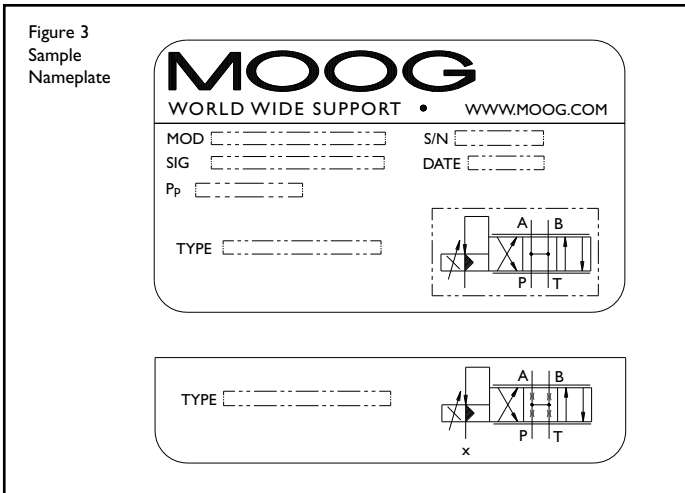 Figure 3
Sample
Nameplate
MOOG
WORLD WIDE SUPPORT • WWW.MOOG.COM
MOD S/N
SIG DATE
Pp
TYPE
A B
P T
TYPE
A B
P T
x